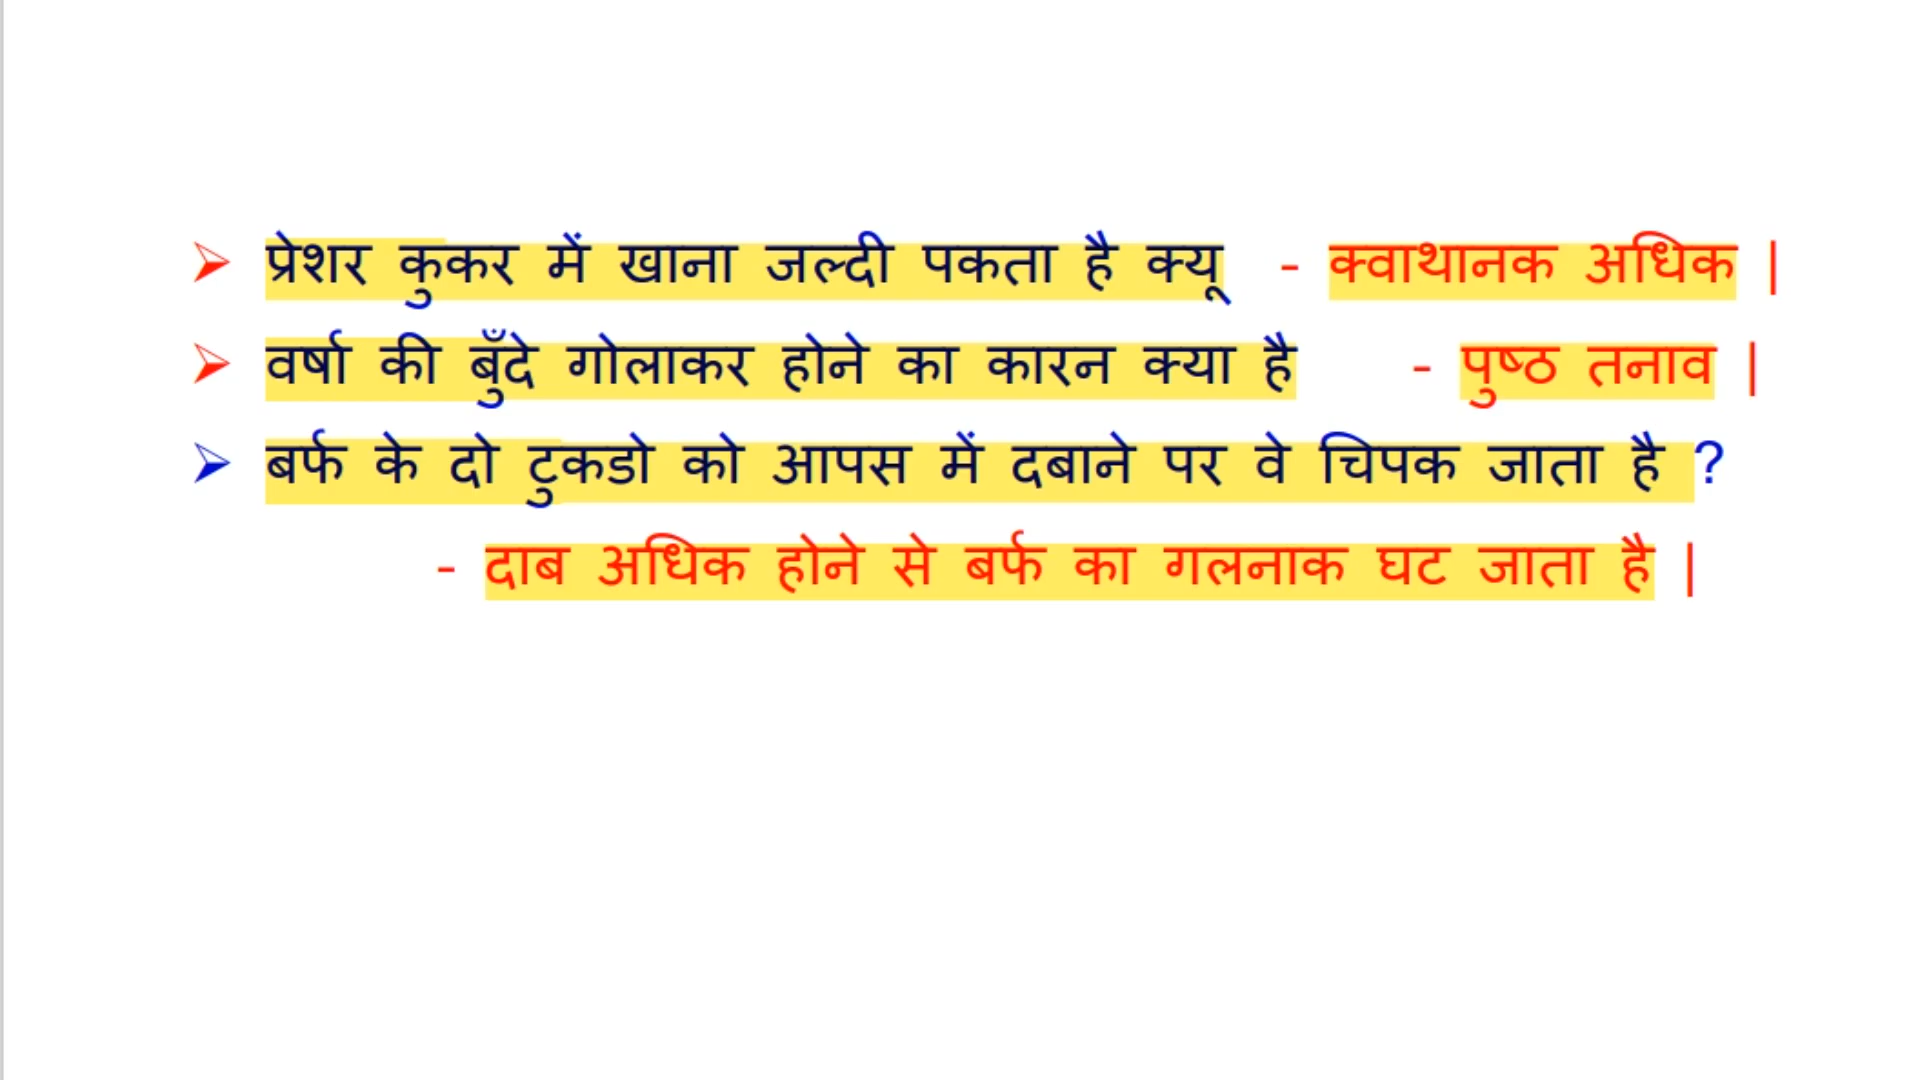 ➢ प्रेशर कुकर में खाना जल्दी पकता है क्यू - क्वाथानक अधिक |
➢ वर्षा की बुँदे गोलाकर होने का कारन क्या है - पुष्ठ तनाव |
➢ बर्फ के दो टुकडो को आपस में दबाने पर वे चिपक जाता है ?
- दाब अधिक होने से बर्फ का गलनाक घट जाता है |